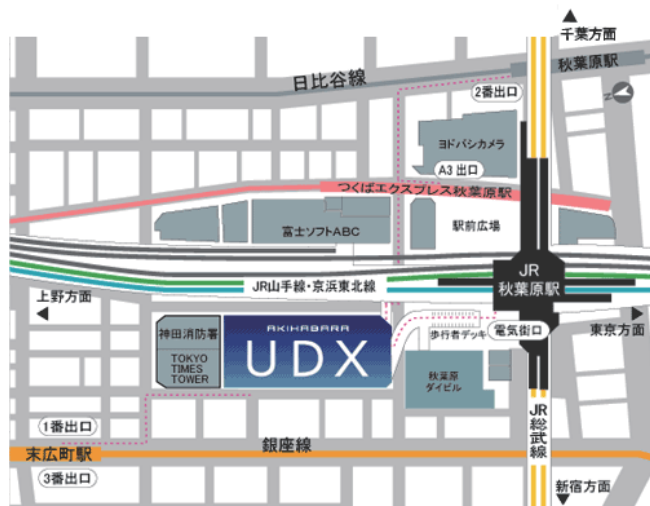 千葉方面
日比谷線
秋葉原駅
2番出口
N
ヨドバシカメラ
A3 出口
つくばエクスプレス秋葉原駅
富士ソフトABC
駅前広場
JR
秋葉原駅
JR山手線・京浜東北線
上野方面
東京方面
神田消防署
TOKYO
TIMES
TOWER
AKIHABARA
UDX
歩行者デッキ
電気街口
秋葉原
ダイビル
JR総武線
1番出口
末広町駅
銀座線
3番出口
新宿方面